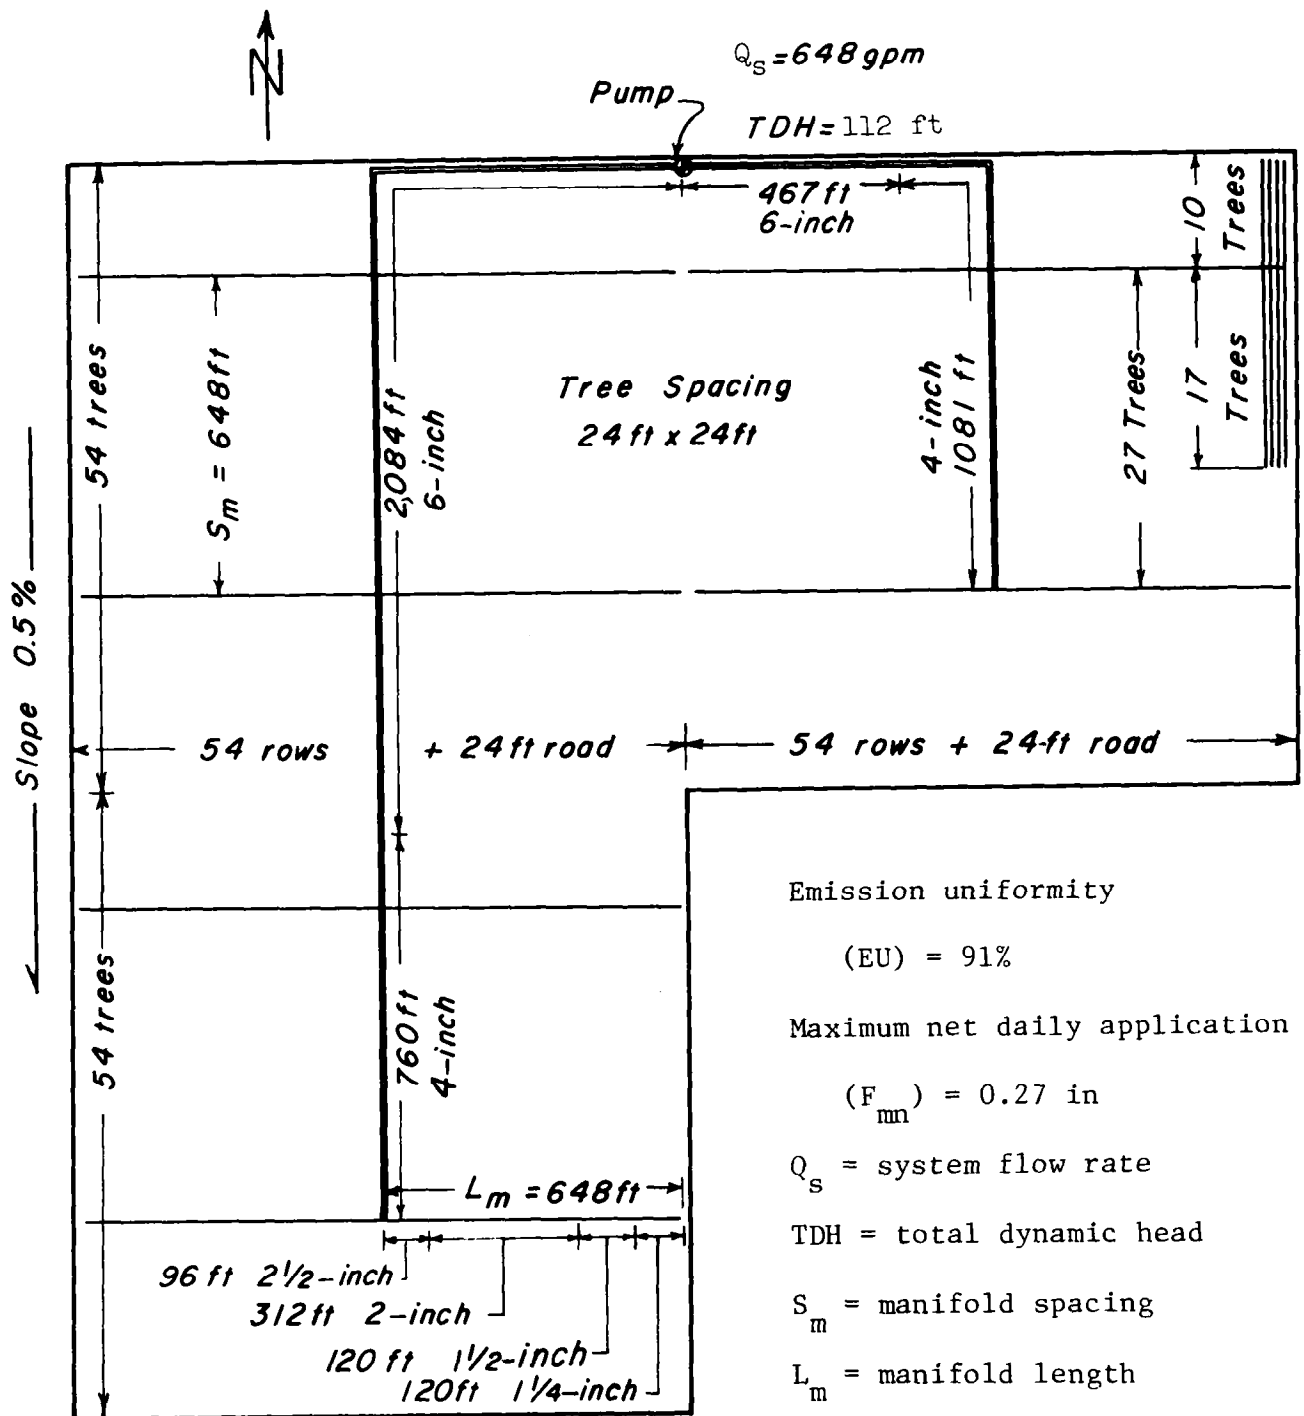 N
Q_s = 648 gpm
Pump
TDH = 112 ft
467 ft
6-inch
10
Trees
17
Trees
54 trees
S_m = 648 ft
2,084 ft
6-inch
Tree Spacing
24 ft x 24 ft
4-inch
1081 ft
27 Trees
Slope 0.5%
54 rows + 24 ft road
54 rows + 24-ft road
54 trees
760 ft
4-inch
L_m = 648 ft
96 ft 2 1/2-inch
312 ft 2-inch
120 ft 1 1/2-inch
120 ft 1 1/4-inch
Emission uniformity
(EU) = 91%
Maximum net daily application
(F_mn) = 0.27 in
Q_s = system flow rate
TDH = total dynamic head
S_m = manifold spacing
L_m = manifold length